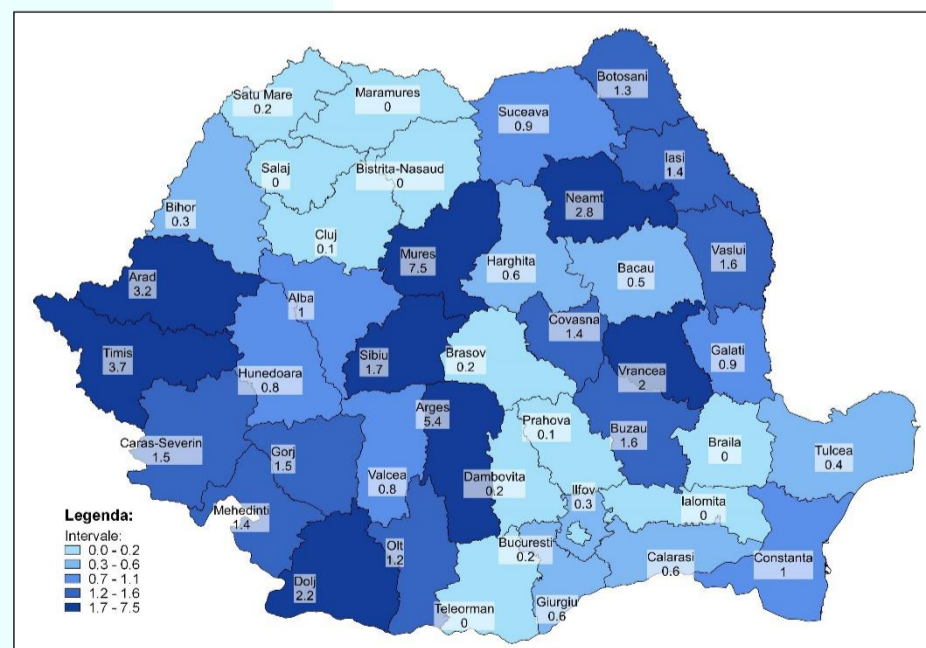 Botosani
1.3
Satu Mare
0.2
Maramures
0
Suceava
0.9
Iasi
1.4
Salaj
0
Bistrita-Nasaud
0
Neamt
2.8
Bihor
0.3
Cluj
0.1
Mures
7.5
Harghita
0.6
Bacau
0.5
Vaslui
1.6
Arad
3.2
Alba
1
Covasna
1.4
Timis
3.7
Hunedoara
0.8
Sibiu
1.7
Brasov
0.2
Vrancea
2
Galati
0.9
Arges
5.4
Prahova
0.1
Buzau
1.6
Braila
0
Tulcea
0.4
Caras-Severin
1.5
Gorj
1.5
Valcea
0.8
Dambovita
0.2
Ilfov
0.3
Ialomita
0
Mehedinti
1.4
Olt
1.2
Bucuresti
0.2
Calarasi
0.6
Constanta
1
Dolj
2.2
Teleorman
0
Giurgiu
0.6
Legenda:
Intervale:
0.0 - 0.2
0.3 - 0.6
0.7 - 1.1
1.2 - 1.6
1.7 - 7.5